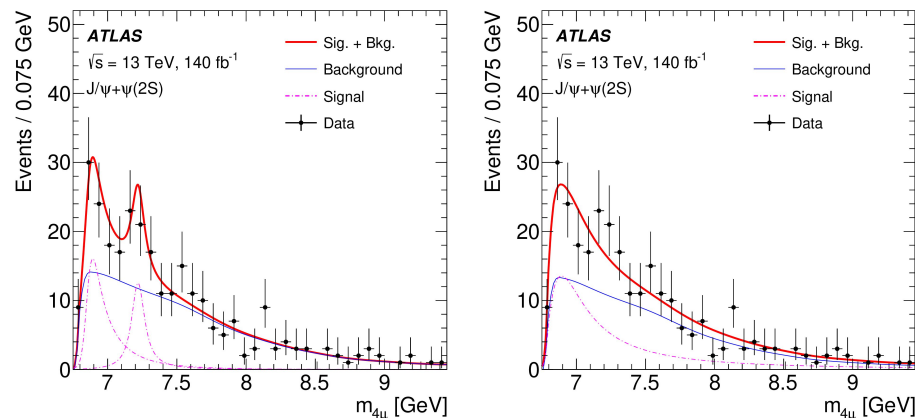 Events / 0.075 GeV
50
40
30
20
10
0
ATLAS
√s = 13 TeV, 140 fb⁻¹
J/ψ+ψ(2S)
Sig. + Bkg.
Background
Signal
Data
7 7.5 8 8.5 9
m4μ [GeV]
Events / 0.075 GeV
50
40
30
20
10
0
ATLAS
√s = 13 TeV, 140 fb⁻¹
J/ψ+ψ(2S)
Sig. + Bkg.
Background
Signal
Data
7 7.5 8 8.5 9
m4μ [GeV]